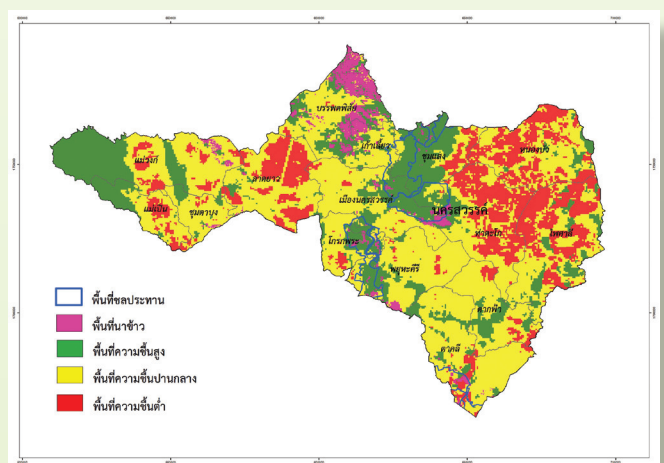 บรรพตพิสัย
เก้าเลี้ยว
ชุมแสง
หนองบัว
แม่วงก์
ลาดยาว
เมืองนครสวรรค์
นครสวรรค์
แม่เปิน
ชุมตาบง
ท่าตะโก
ไพศาลี
โกรกพระ
พยุหะคีรี
ตากฟ้า
ตาคลี
พื้นที่ชลประทาน
พื้นที่นาข้าว
พื้นที่ความชื้นสูง
พื้นที่ความชื้นปานกลาง
พื้นที่ความชื้นต่ำ